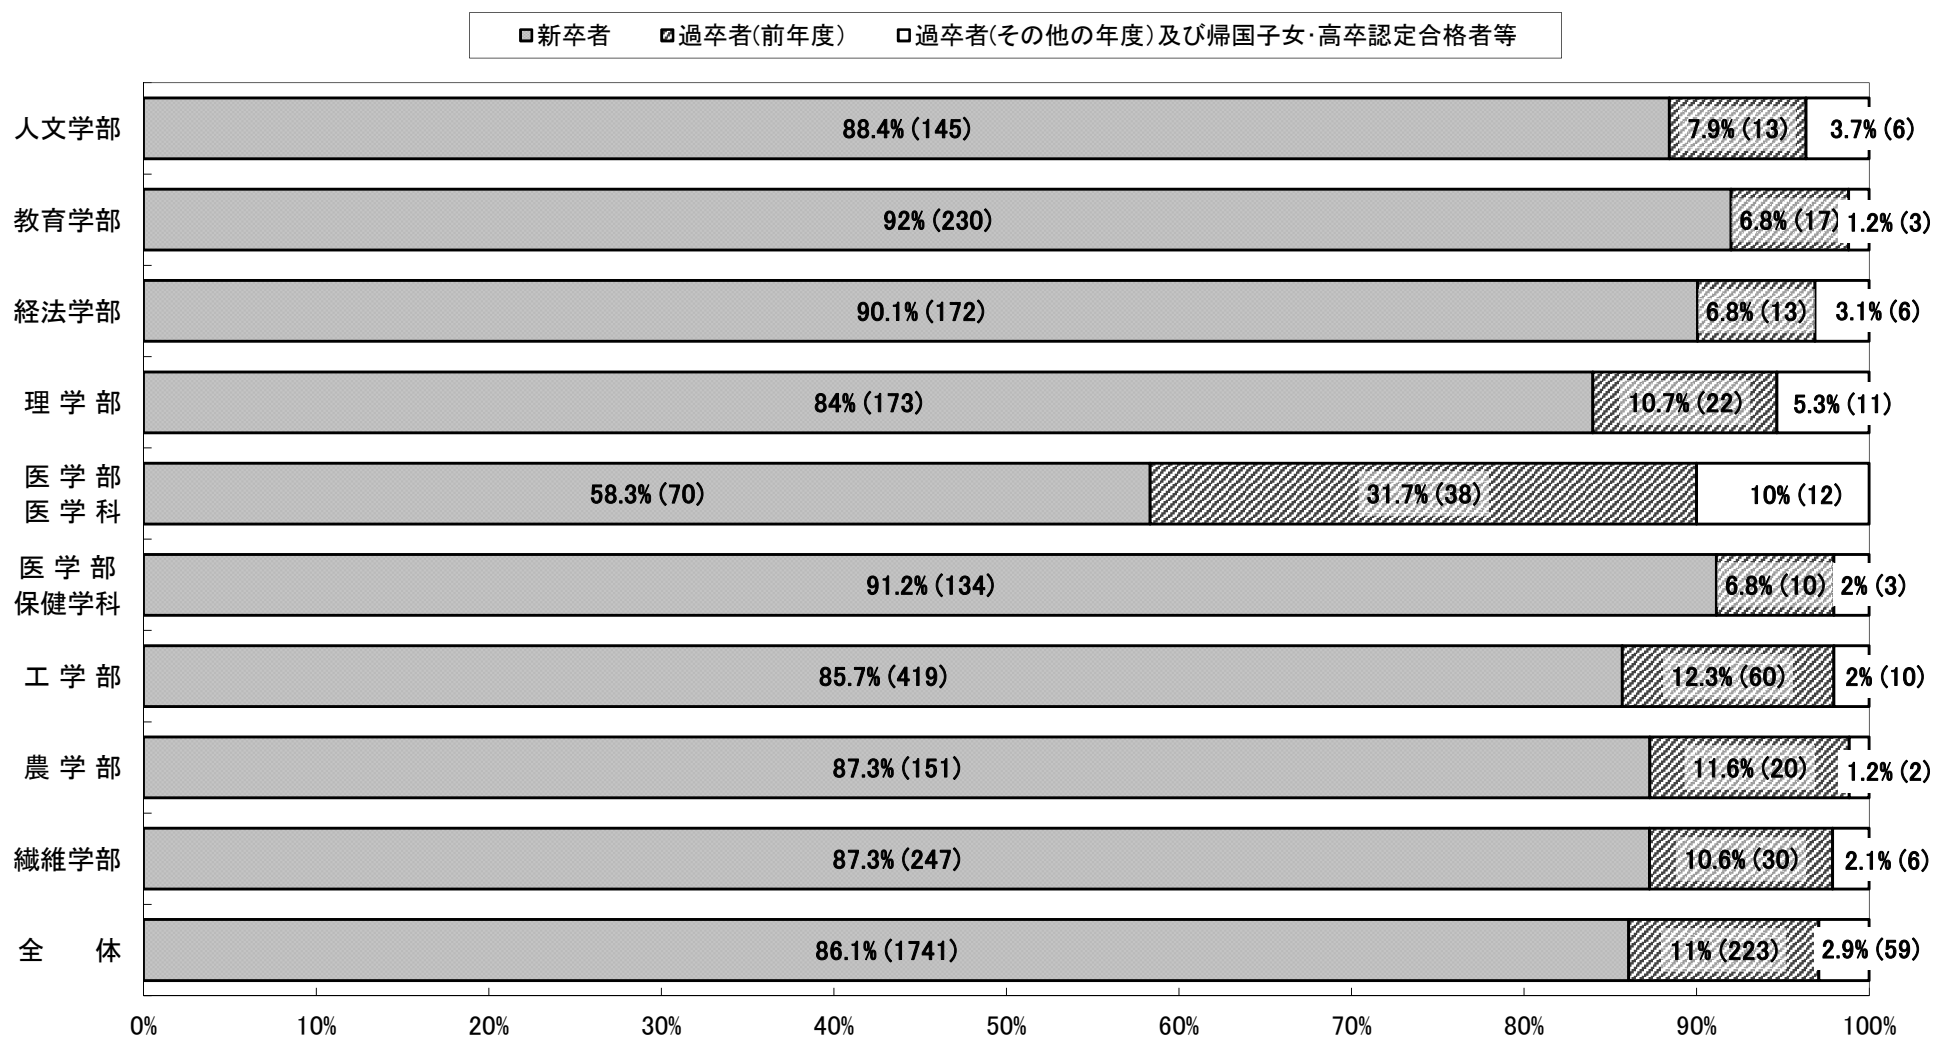 新卒者 過卒者(前年度) 過卒者(その他の年度)及び帰国子女・高卒認定合格者等
人文学部 88.4% (145) 7.9% (13) 3.7% (6)
教育学部 92% (230) 6.8% (17) 1.2% (3)
経法学部 90.1% (172) 6.8% (13) 3.1% (6)
理学部 84% (173) 10.7% (22) 5.3% (11)
医学部
医学科 58.3% (70) 31.7% (38) 10% (12)
医学部
保健学科 91.2% (134) 6.8% (10) 2% (3)
工学部 85.7% (419) 12.3% (60) 2% (10)
農学部 87.3% (151) 11.6% (20) 1.2% (2)
繊維学部 87.3% (247) 10.6% (30) 2.1% (6)
全体 86.1% (1741) 11% (223) 2.9% (59)
0% 10% 20% 30% 40% 50% 60% 70% 80% 90% 100%